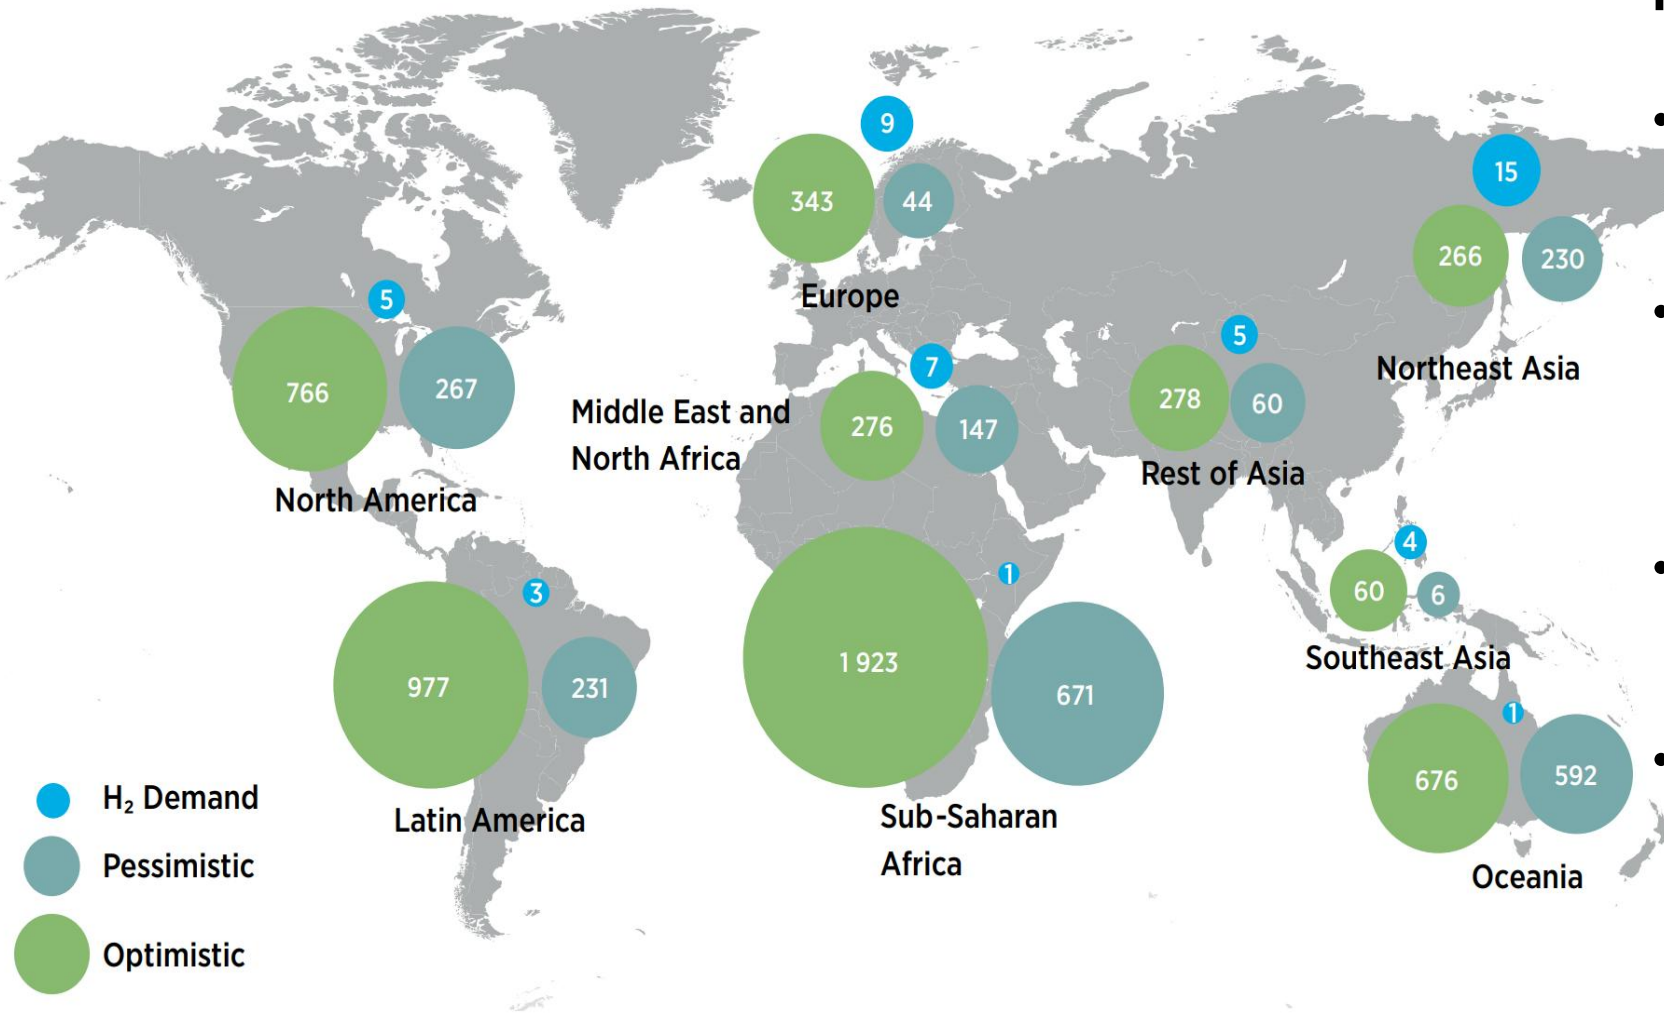 9
343
44
Europe
15
266
230
Northeast Asia
5
766
267
North America
7
276
147
Middle East and
North Africa
5
278
60
Rest of Asia
4
60
6
Southeast Asia
3
977
231
Latin America
1
1 923
671
Sub-Saharan
Africa
1
676
592
Oceania
H₂ Demand
Pessimistic
Optimistic